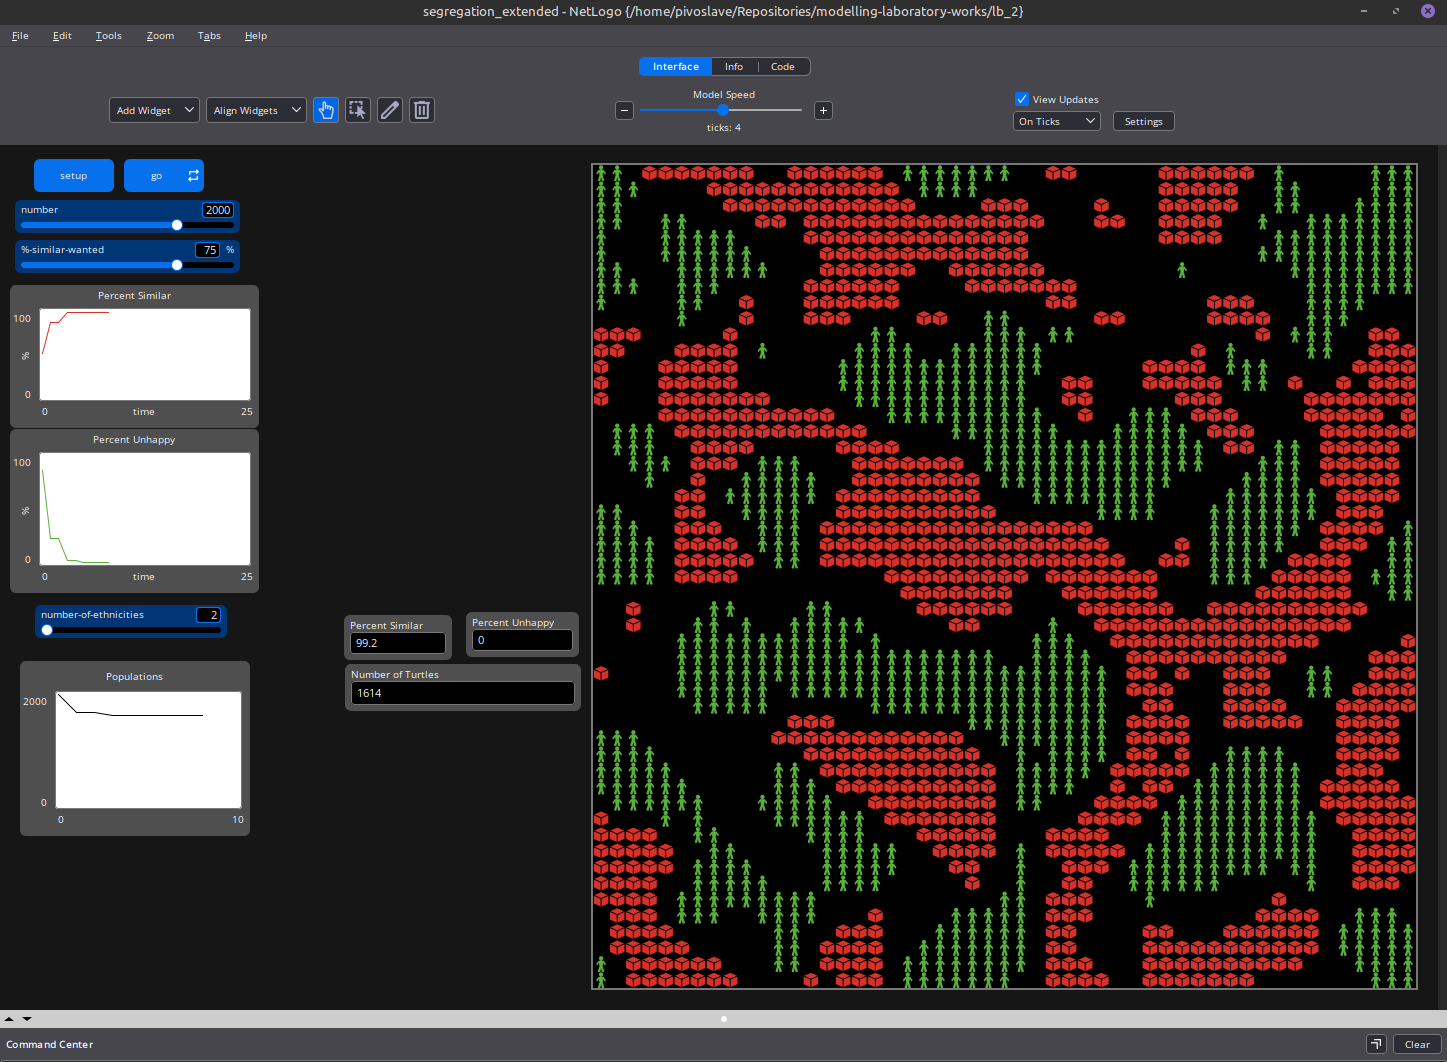 segregation_extended - NetLogo {/home/pivoslave/Repositories/modelling-laboratory-works/lb_2}
File Edit Tools Zoom Tabs Help
Interface Info Code
Add Widget Align Widgets
Model Speed
ticks: 4
View Updates
On Ticks Settings
setup go
number 2000
%-similar-wanted 75 %
Percent Similar
100
%
0
0 time 25
Percent Unhappy
100
%
0
0 time 25
number-of-ethnicities 2
Percent Similar
99.2
Percent Unhappy
0
Number of Turtles
1614
Populations
2000
0
0 10
Command Center Clear